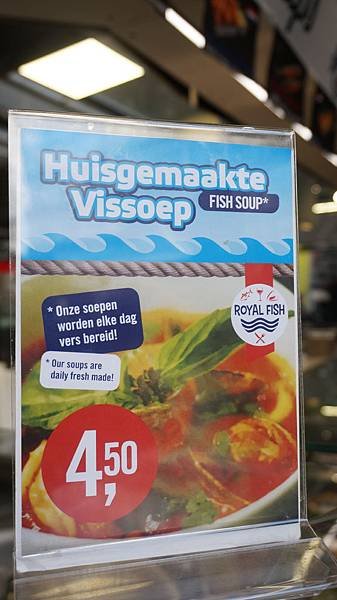 Huisgemaakte
Vissoep FISH SOUP*
* Onze soepen
worden elke dag
vers bereid!
* Our soups are
daily fresh made!
ROYAL FISH
4,50